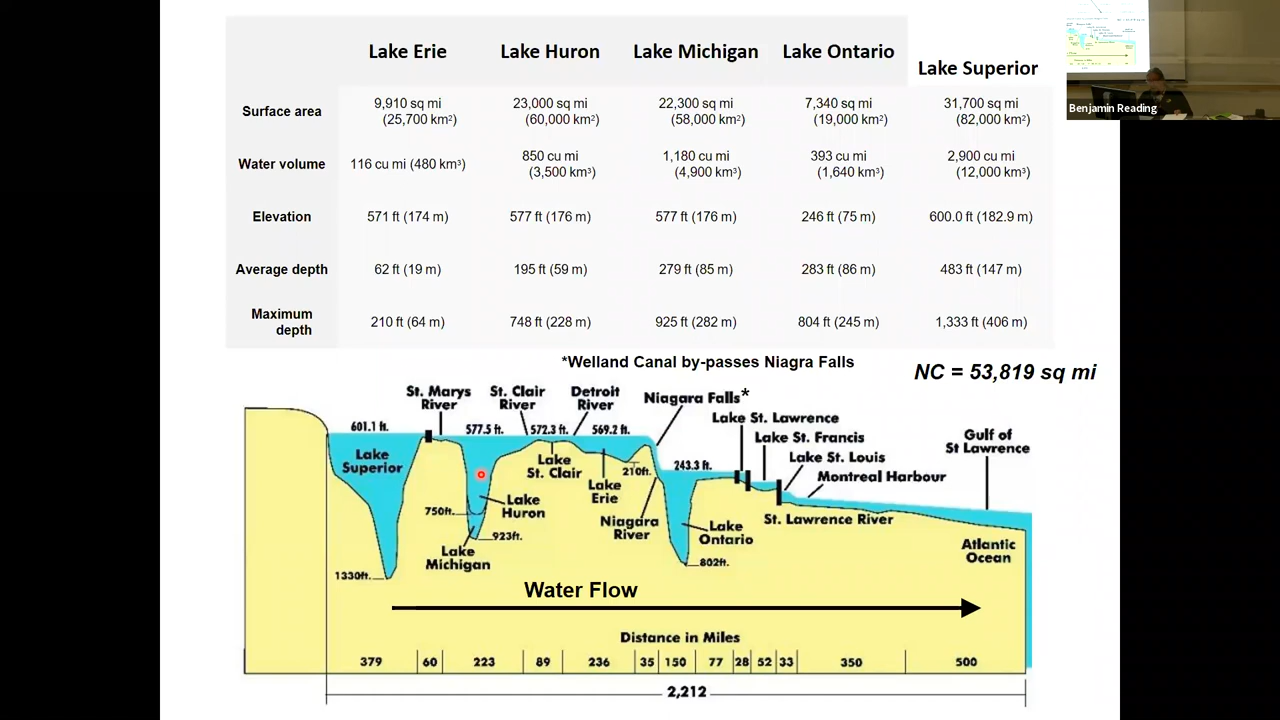 Lake Erie
Lake Huron
Lake Michigan
Lake Ontario
Lake Superior
Surface area
9,910 sq mi
(25,700 km²)
23,000 sq mi
(60,000 km²)
22,300 sq mi
(58,000 km²)
7,340 sq mi
(19,000 km²)
31,700 sq mi
(82,000 km²)
Water volume
116 cu mi (480 km³)
850 cu mi
(3,500 km³)
1,180 cu mi
(4,900 km³)
393 cu mi
(1,640 km³)
2,900 cu mi
(12,000 km³)
Elevation
571 ft (174 m)
577 ft (176 m)
577 ft (176 m)
246 ft (75 m)
600.0 ft (182.9 m)
Average depth
62 ft (19 m)
195 ft (59 m)
279 ft (85 m)
283 ft (86 m)
483 ft (147 m)
Maximum
depth
210 ft (64 m)
748 ft (228 m)
925 ft (282 m)
804 ft (245 m)
1,333 ft (406 m)
Benjamin Reading
*Welland Canal by-passes Niagra Falls
NC = 53,819 sq mi
St. Marys
River
St. Clair
River
Detroit
River
Niagara Falls*
Lake St. Lawrence
Lake St. Francis
Lake St. Louis
Montreal Harbour
Gulf of
St Lawrence
601.1 ft.
577.5 ft.
572.3 ft.
569.2 ft.
243.3 ft.
Lake
Superior
Lake
St. Clair
210ft.
Lake
Erie
Lake
Huron
750ft.
923ft.
Lake
Michigan
Niagara
River
Lake
Ontario
802ft.
St. Lawrence River
Atlantic
Ocean
1330ft.
Water Flow
Distance in Miles
379
60
223
89
236
35
150
77
28
52
33
350
500
2,212